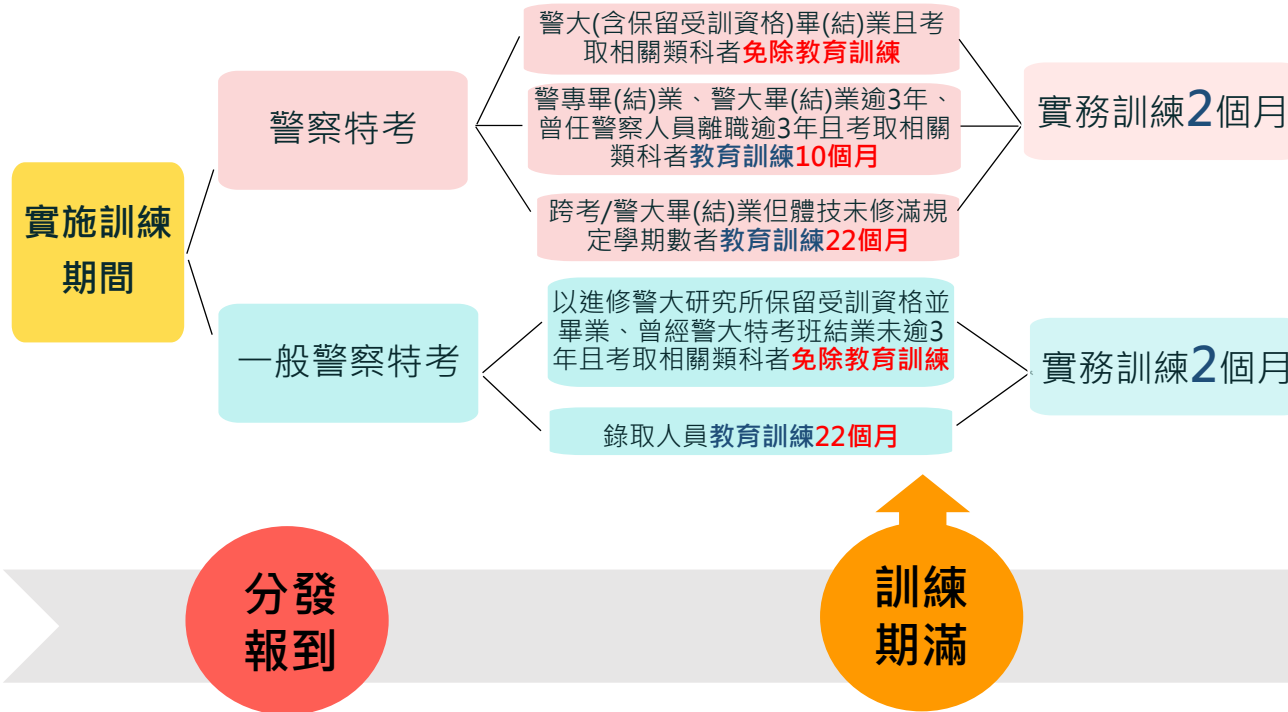 實施訓練
期間
警察特考
警大(含保留受訓資格)畢(結)業且考
取相關類科者免除教育訓練
警專畢(結)業、警大畢(結)業逾3年、
曾任警察人員離職逾3年且考取相關
類科者教育訓練10個月
跨考/警大畢(結)業但體技未修滿規
定學期數者教育訓練22個月
實務訓練2個月
一般警察特考
以進修警大研究所保留受訓資格並
畢業、曾經警大特考班結業未逾3
年且考取相關類科者免除教育訓練
錄取人員教育訓練22個月
實務訓練2個月
分發
報到
訓練
期滿